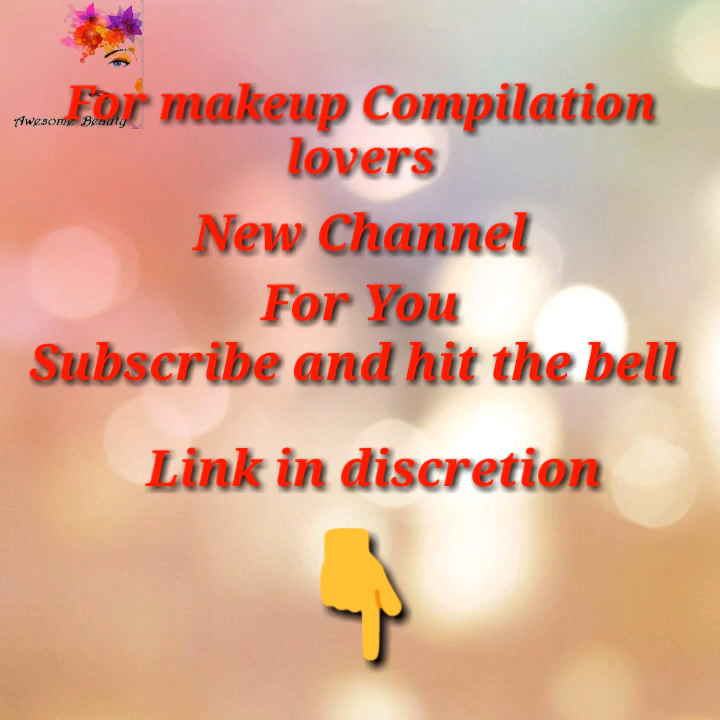 Awesome Beauty
For makeup Compilation
lovers
New Channel
For You
Subscribe and hit the bell
Link in discretion